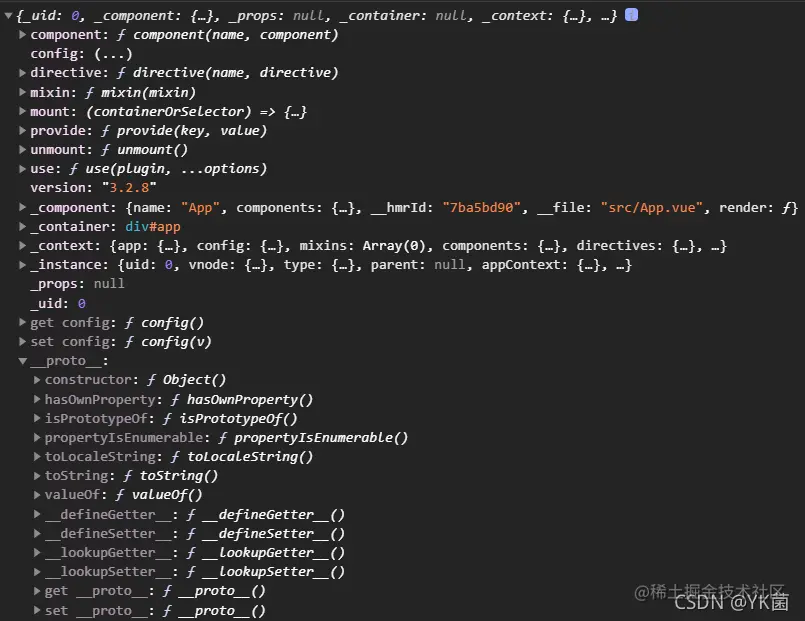 {_uid: 0, _component: {…}, _props: null, _container: null, _context: {…}, …} i
component: ƒ component(name, component)
config: (...)
directive: ƒ directive(name, directive)
mixin: ƒ mixin(mixin)
mount: (containerOrSelector) => {…}
provide: ƒ provide(key, value)
unmount: ƒ unmount()
use: ƒ use(plugin, ...options)
version: "3.2.8"
_component: {name: "App", components: {…}, __hmrId: "7ba5bd90", __file: "src/App.vue", render: ƒ}
_container: div#app
_context: {app: {…}, config: {…}, mixins: Array(0), components: {…}, directives: {…}, …}
_instance: {uid: 0, vnode: {…}, type: {…}, parent: null, appContext: {…}, …}
_props: null
_uid: 0
get config: ƒ config()
set config: ƒ config(v)
__proto__:
constructor: ƒ Object()
hasOwnProperty: ƒ hasOwnProperty()
isPrototypeOf: ƒ isPrototypeOf()
propertyIsEnumerable: ƒ propertyIsEnumerable()
toLocaleString: ƒ toLocaleString()
toString: ƒ toString()
valueOf: ƒ valueOf()
__defineGetter__: ƒ __defineGetter__()
__defineSetter__: ƒ __defineSetter__()
__lookupGetter__: ƒ __lookupGetter__()
__lookupSetter__: ƒ __lookupSetter__()
get __proto__: ƒ __proto__()
set __proto__: ƒ __proto__()
@稀土掘金技术社区
CSDN @YK菌